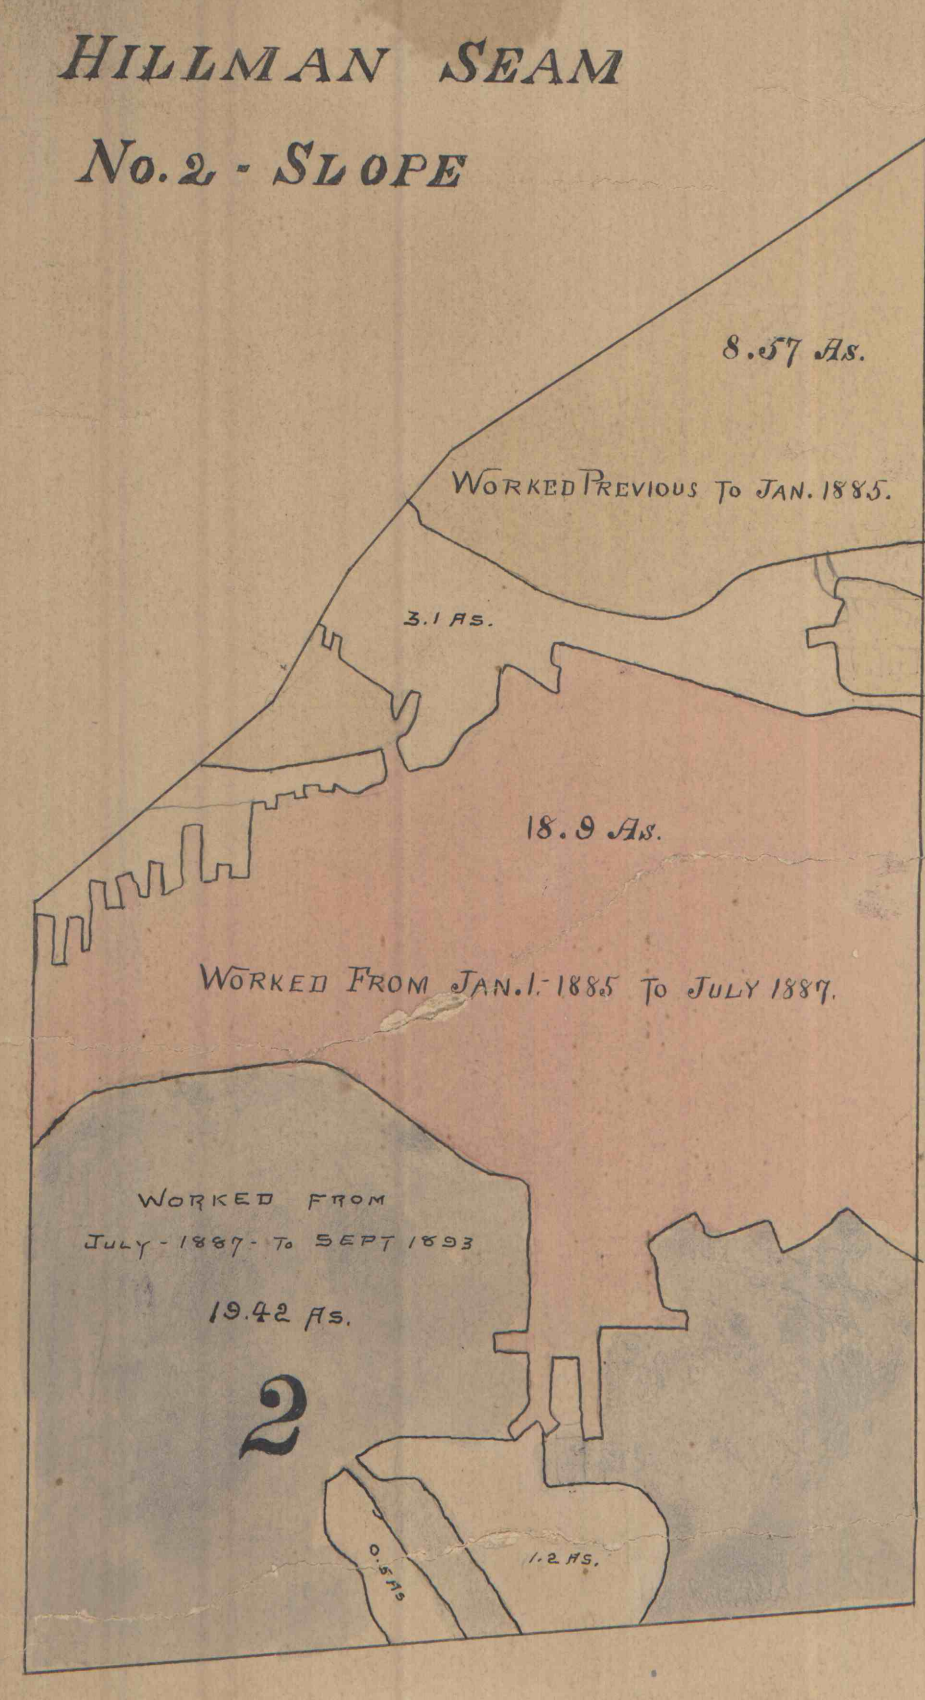 HILLMAN SEAM
No. 2 - SLOPE
8.57 As.
WORKED PREVIOUS TO JAN. 1885.
3.1 As.
18.9 As.
WORKED FROM JAN. 1.- 1885 TO JULY 1887.
WORKED FROM
JULY - 1887 - TO SEPT 1893
19.42 As.
2
0.5 As
1.2 As.